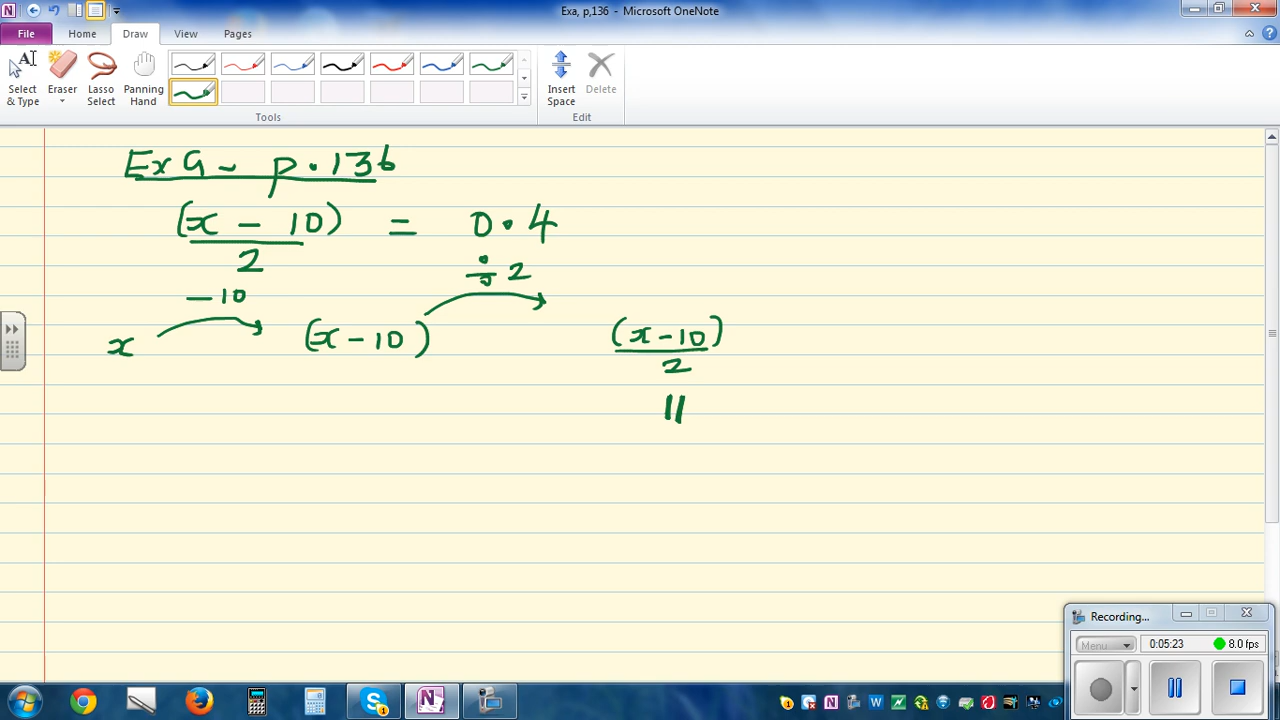 Exa, p,136 - Microsoft OneNote
File Home Draw View Pages
Select & Type
Eraser
Lasso Select
Panning Hand
Insert Space
Delete
Tools
Edit
Ex G - p.136
(x - 10) = 0.4
2
÷ 2
- 10
x (x - 10) (x - 10)
2
=
Recording...
Menu 0:05:23 8.0 fps